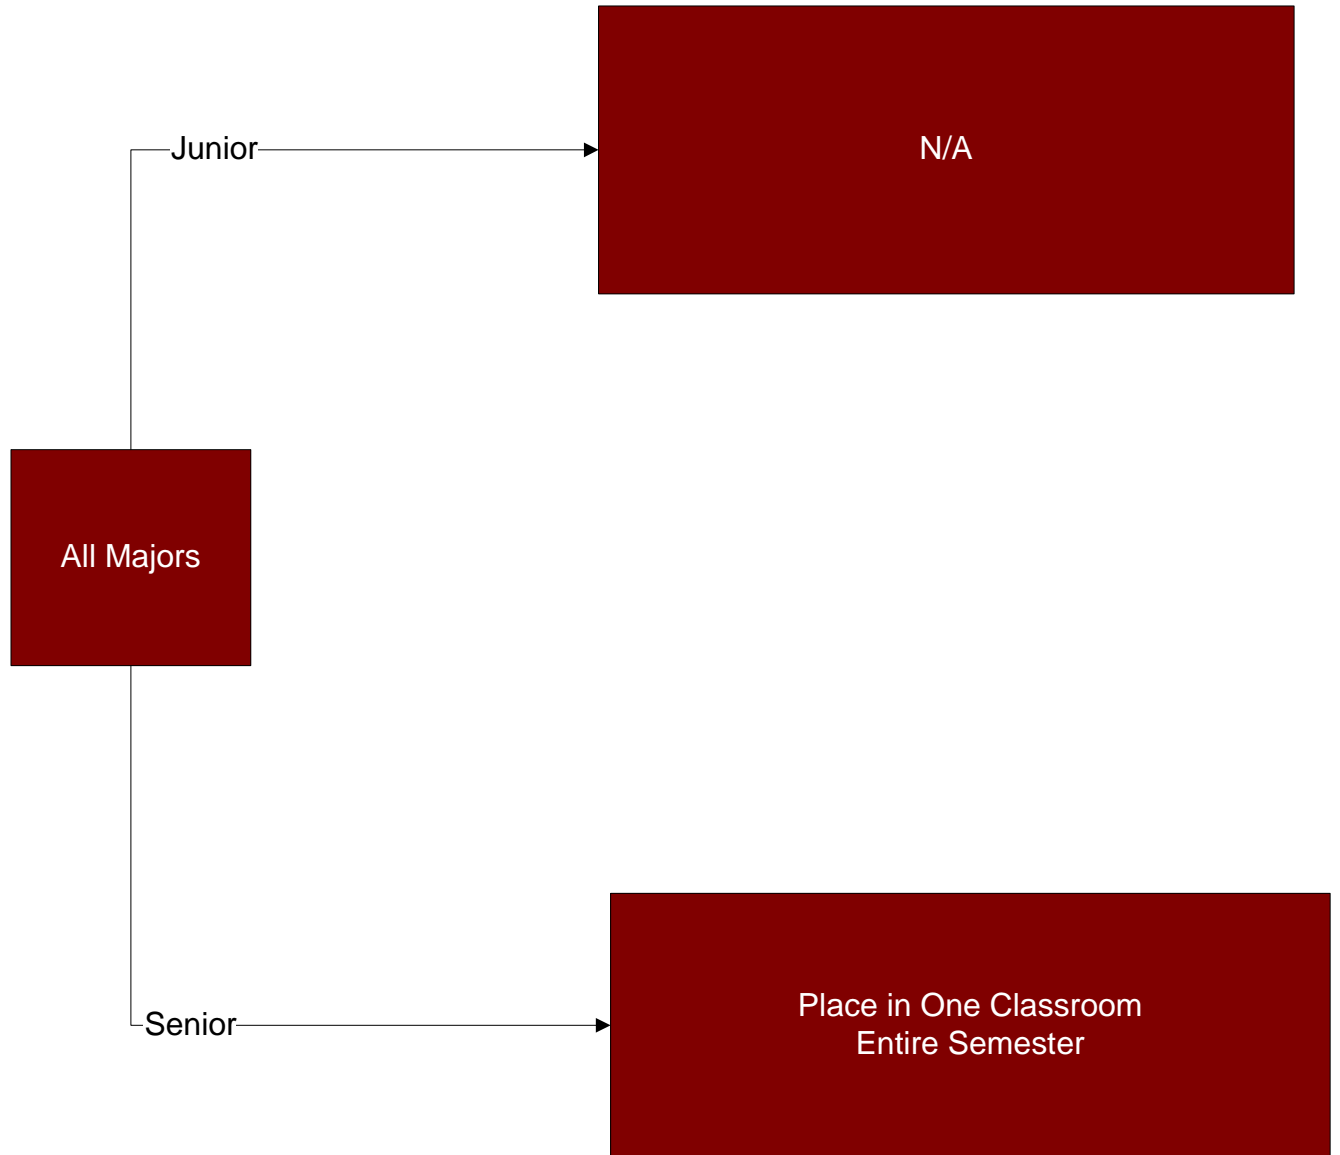 Junior
N/A
All Majors
Senior
Place in One Classroom
Entire Semester